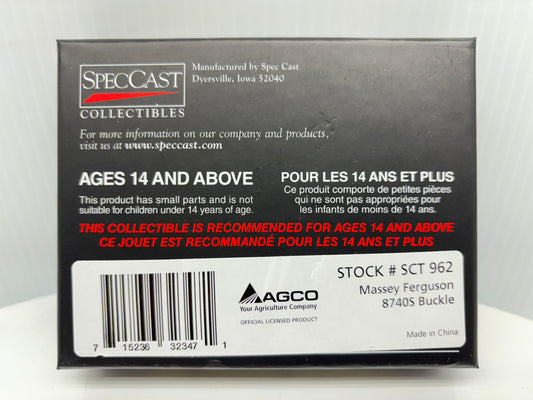 SPECCAST
COLLECTIBLES
Manufactured by Spec Cast
Dyersville, Iowa 52040
For more information on our company and products,
visit us at www.speccast.com
AGES 14 AND ABOVE
This product has small parts and is not
suitable for children under 14 years of age.
POUR LES 14 ANS ET PLUS
Ce produit comporte de petites pièces
qui ne sont pas appropriées pour
les infants de moins de 14 ans.
THIS COLLECTIBLE IS RECOMMENDED FOR AGES 14 AND ABOVE
CE JOUET EST RECOMMANDÉ POUR LES 14 ANS ET PLUS
7 15236 32347 1
AGCO
Your Agriculture Company
OFFICIAL LICENSED PRODUCT
STOCK # SCT 962
Massey Ferguson
8740S Buckle
Made in China